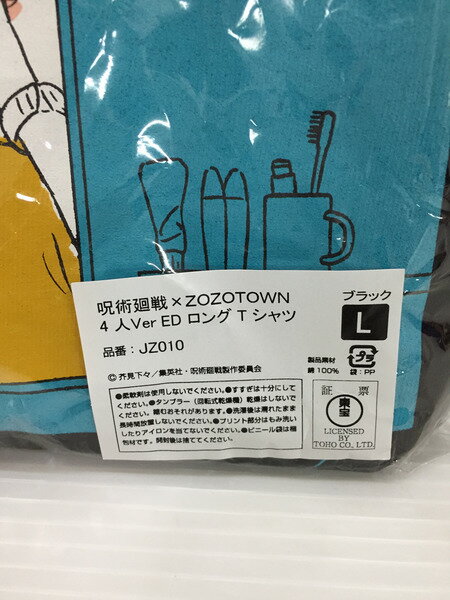 呪術廻戦×ZOZOTOWN
4人Ver ED ロングTシャツ
品番:JZ010
ブラック
L
プラ
袋:PP
製品素材
綿100%
©芥見下々/集英社・呪術廻戦製作委員会
●柔軟剤は使用しないでください。●すすぎは十分にして
ください。●タンブラー(回転式乾燥機)乾燥はしないで
ください。縮むおそれがあります。●洗濯後は濡れたまま
長時間放置しないでください。●プリント部分はもみ洗い
したりアイロンを当てないでください。●ビニール袋は梱
包材です。開封後は捨ててください。
証票
東宝
LICENSED
BY
TOHO CO., LTD.